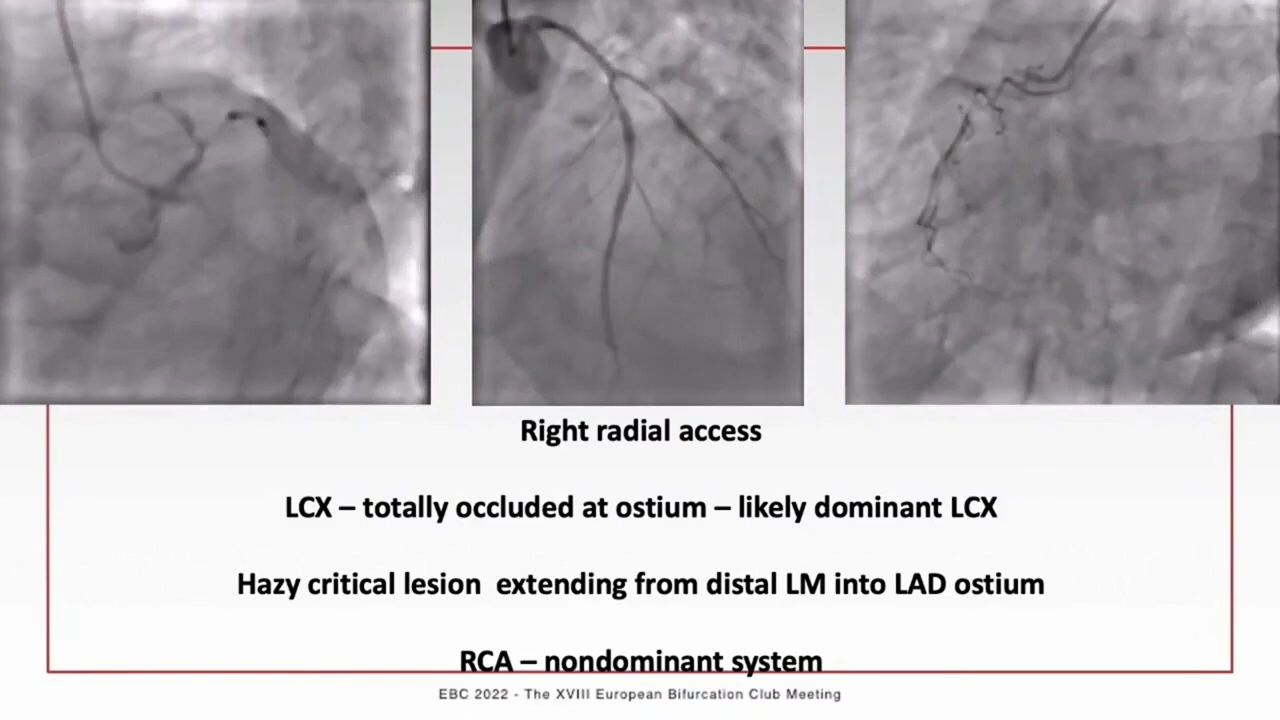 Right radial access
LCX – totally occluded at ostium – likely dominant LCX
Hazy critical lesion extending from distal LM into LAD ostium
RCA – nondominant system
EBC 2022 - The XVIII European Bifurcation Club Meeting